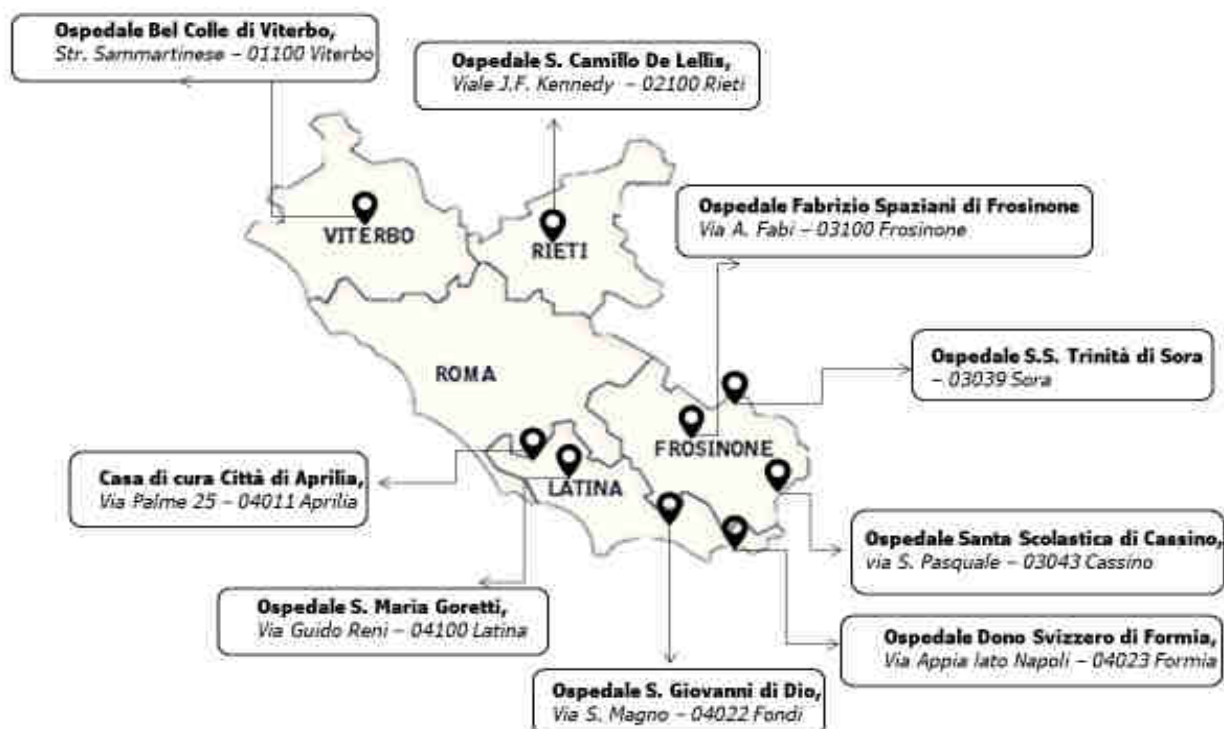 Ospedale Bel Colle di Viterbo,
Str. Sammartinese – 01100 Viterbo
Ospedale S. Camillo De Lellis,
Viale J.F. Kennedy – 02100 Rieti
Ospedale Fabrizio Spaziani di Frosinone
Via A. Fabi – 03100 Frosinone
VITERBO
RIETI
Ospedale S.S. Trinità di Sora
– 03039 Sora
ROMA
FROSINONE
Casa di cura Città di Aprilia,
Via Palme 25 – 04011 Aprilia
LATINA
Ospedale Santa Scolastica di Cassino,
via S. Pasquale – 03043 Cassino
Ospedale S. Maria Goretti,
Via Guido Reni – 04100 Latina
Ospedale Dono Svizzero di Formia,
Via Appia lato Napoli – 04023 Formia
Ospedale S. Giovanni di Dio,
Via S. Magno – 04022 Fondi